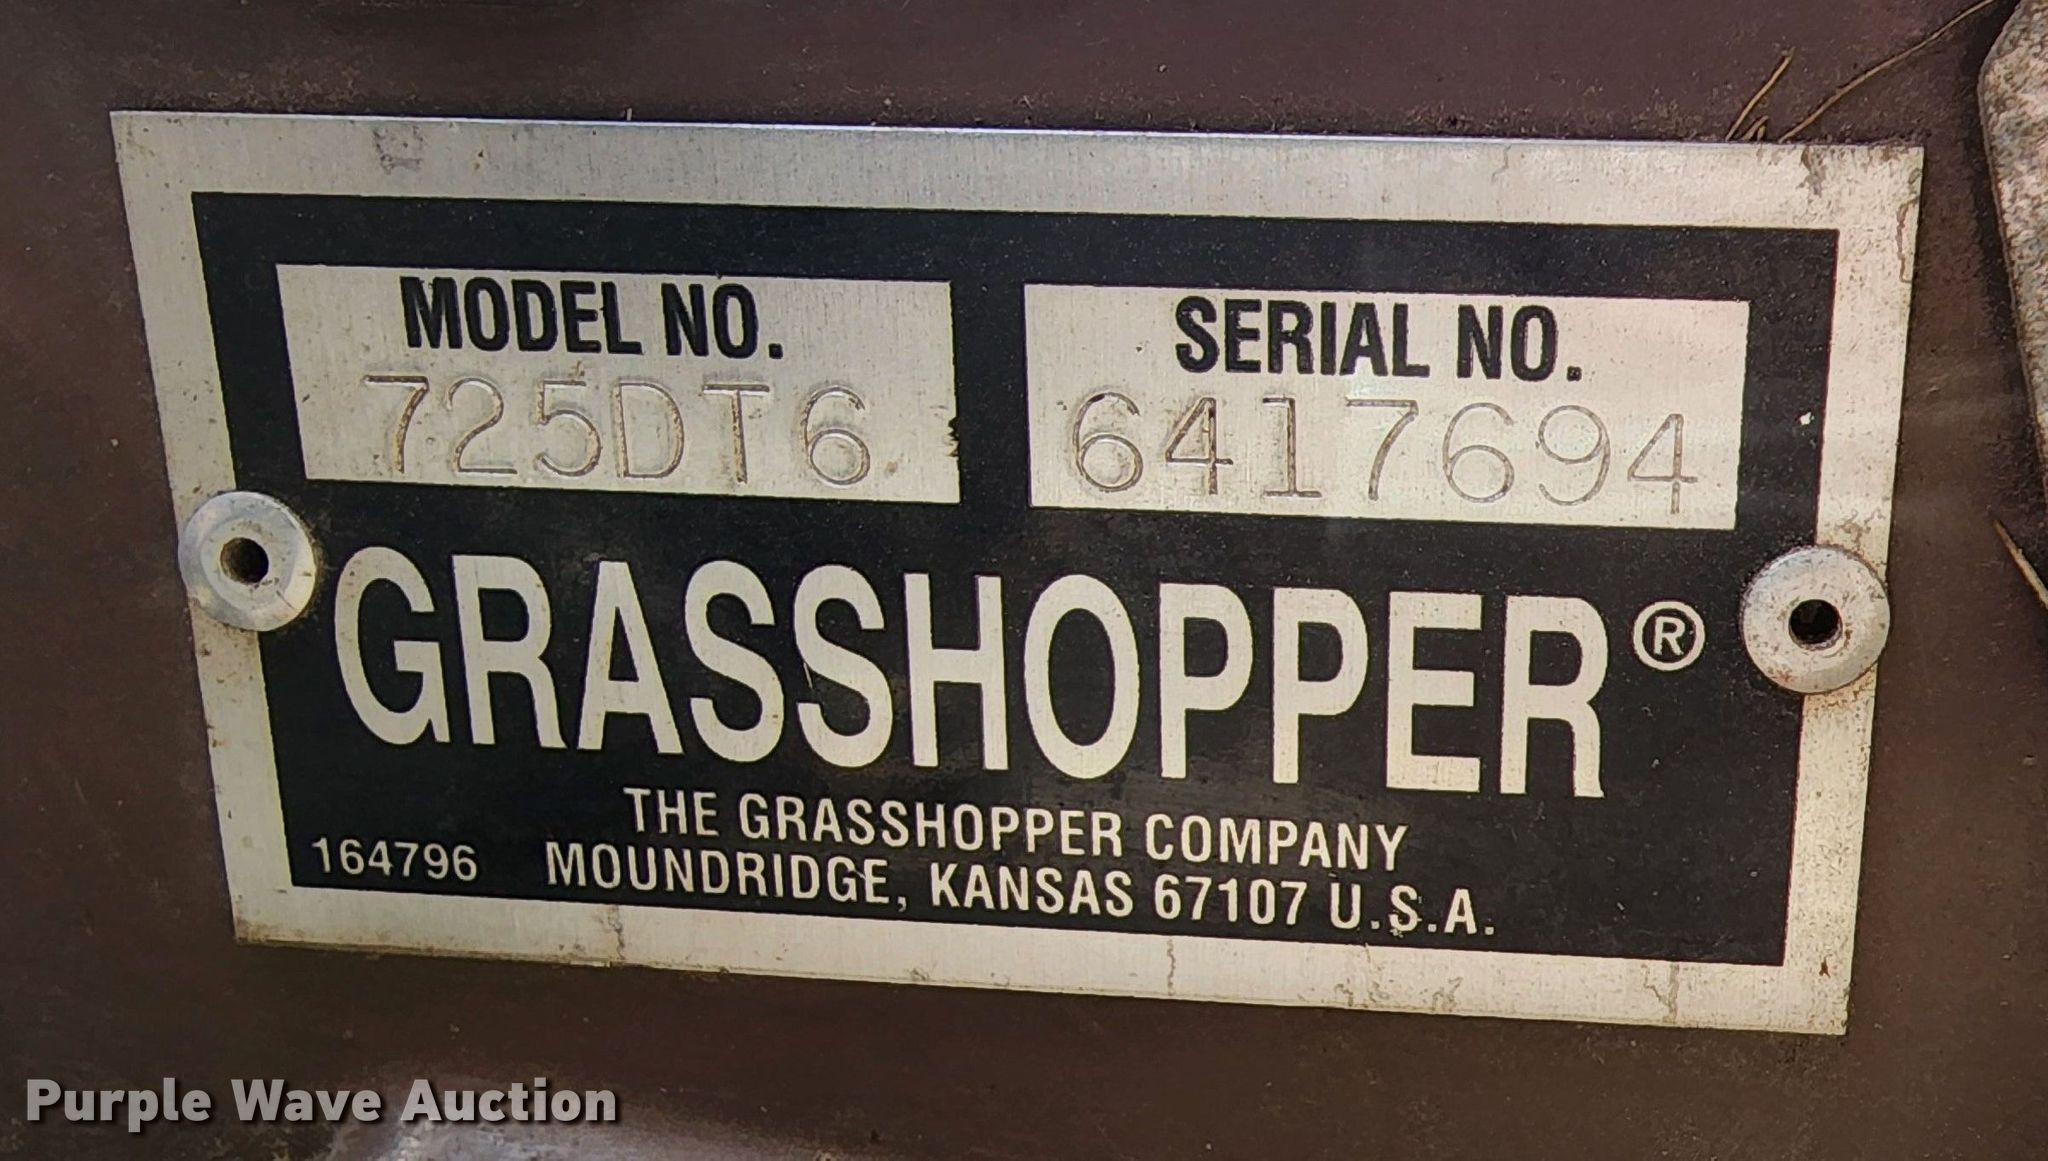 MODEL NO.
725DT6
SERIAL NO.
6417694
GRASSHOPPER®
THE GRASSHOPPER COMPANY
164796 MOUNDRIDGE, KANSAS 67107 U.S.A.
Purple Wave Auction